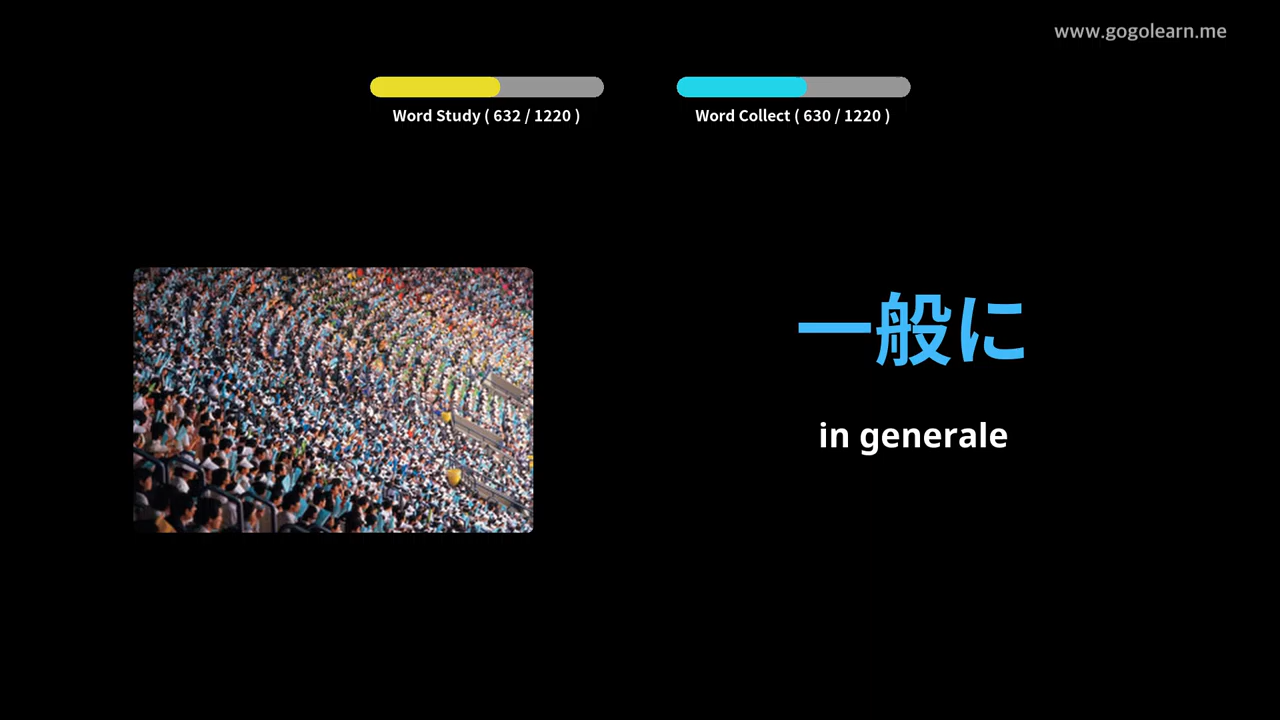 www.gogolearn.me
Word Study ( 632 / 1220 )
Word Collect ( 630 / 1220 )
一般に
in generale